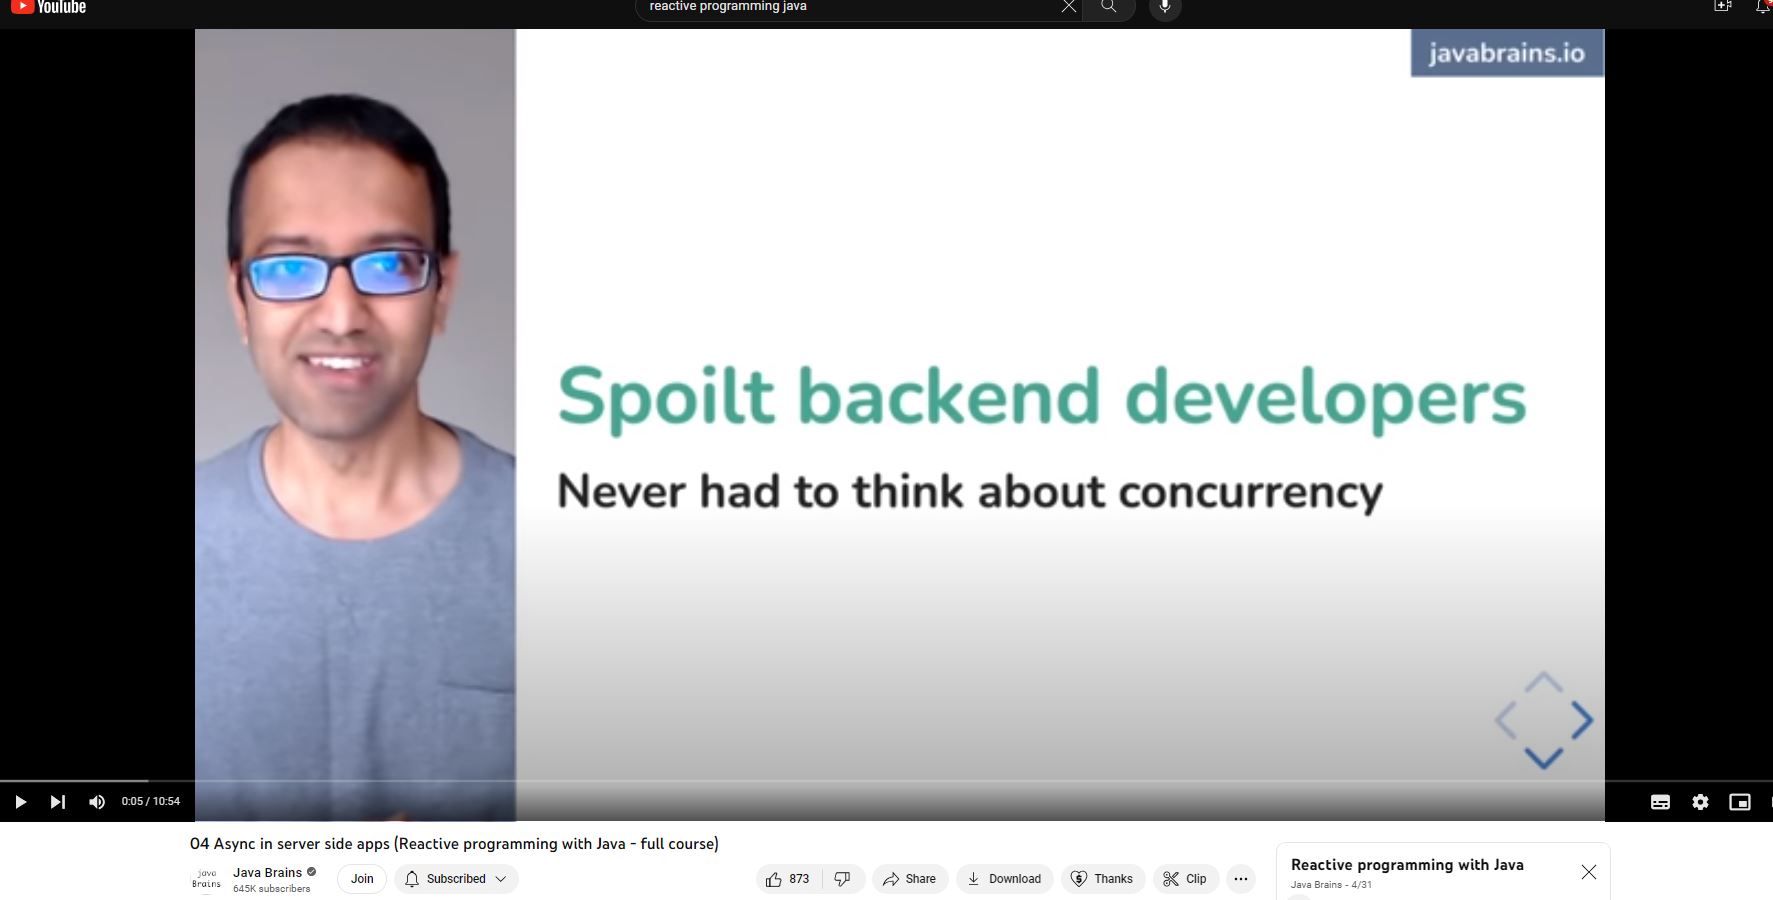 YouTube
reactive programming java
javabrains.io
Spoilt backend developers
Never had to think about concurrency
0:05 / 10:54
04 Async in server side apps (Reactive programming with Java - full course)
java
Brains
Java Brains
645K subscribers
Join
Subscribed
873
Share
Download
Thanks
Clip
Reactive programming with Java
Java Brains - 4/31